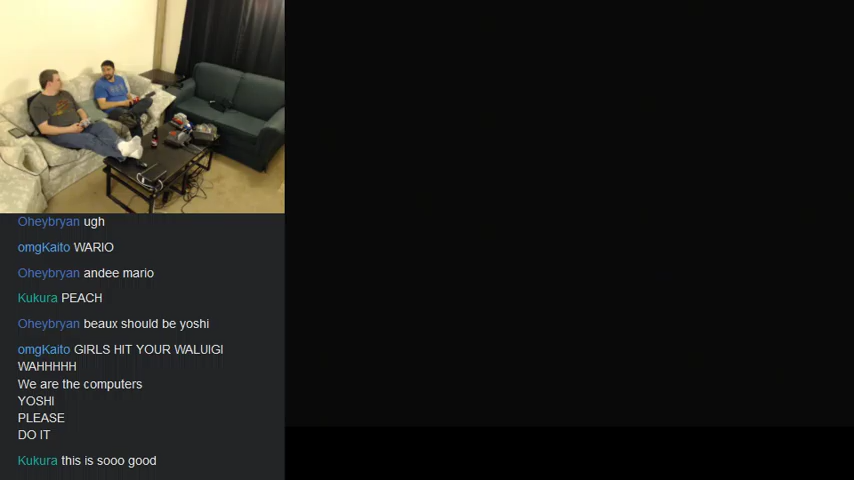 Oheybryan ugh
omgKaito WARIO
Oheybryan andee mario
Kukura PEACH
Oheybryan beaux should be yoshi
omgKaito GIRLS HIT YOUR WALUIGI
WAHHHHH
We are the computers
YOSHI
PLEASE
DO IT
Kukura this is sooo good